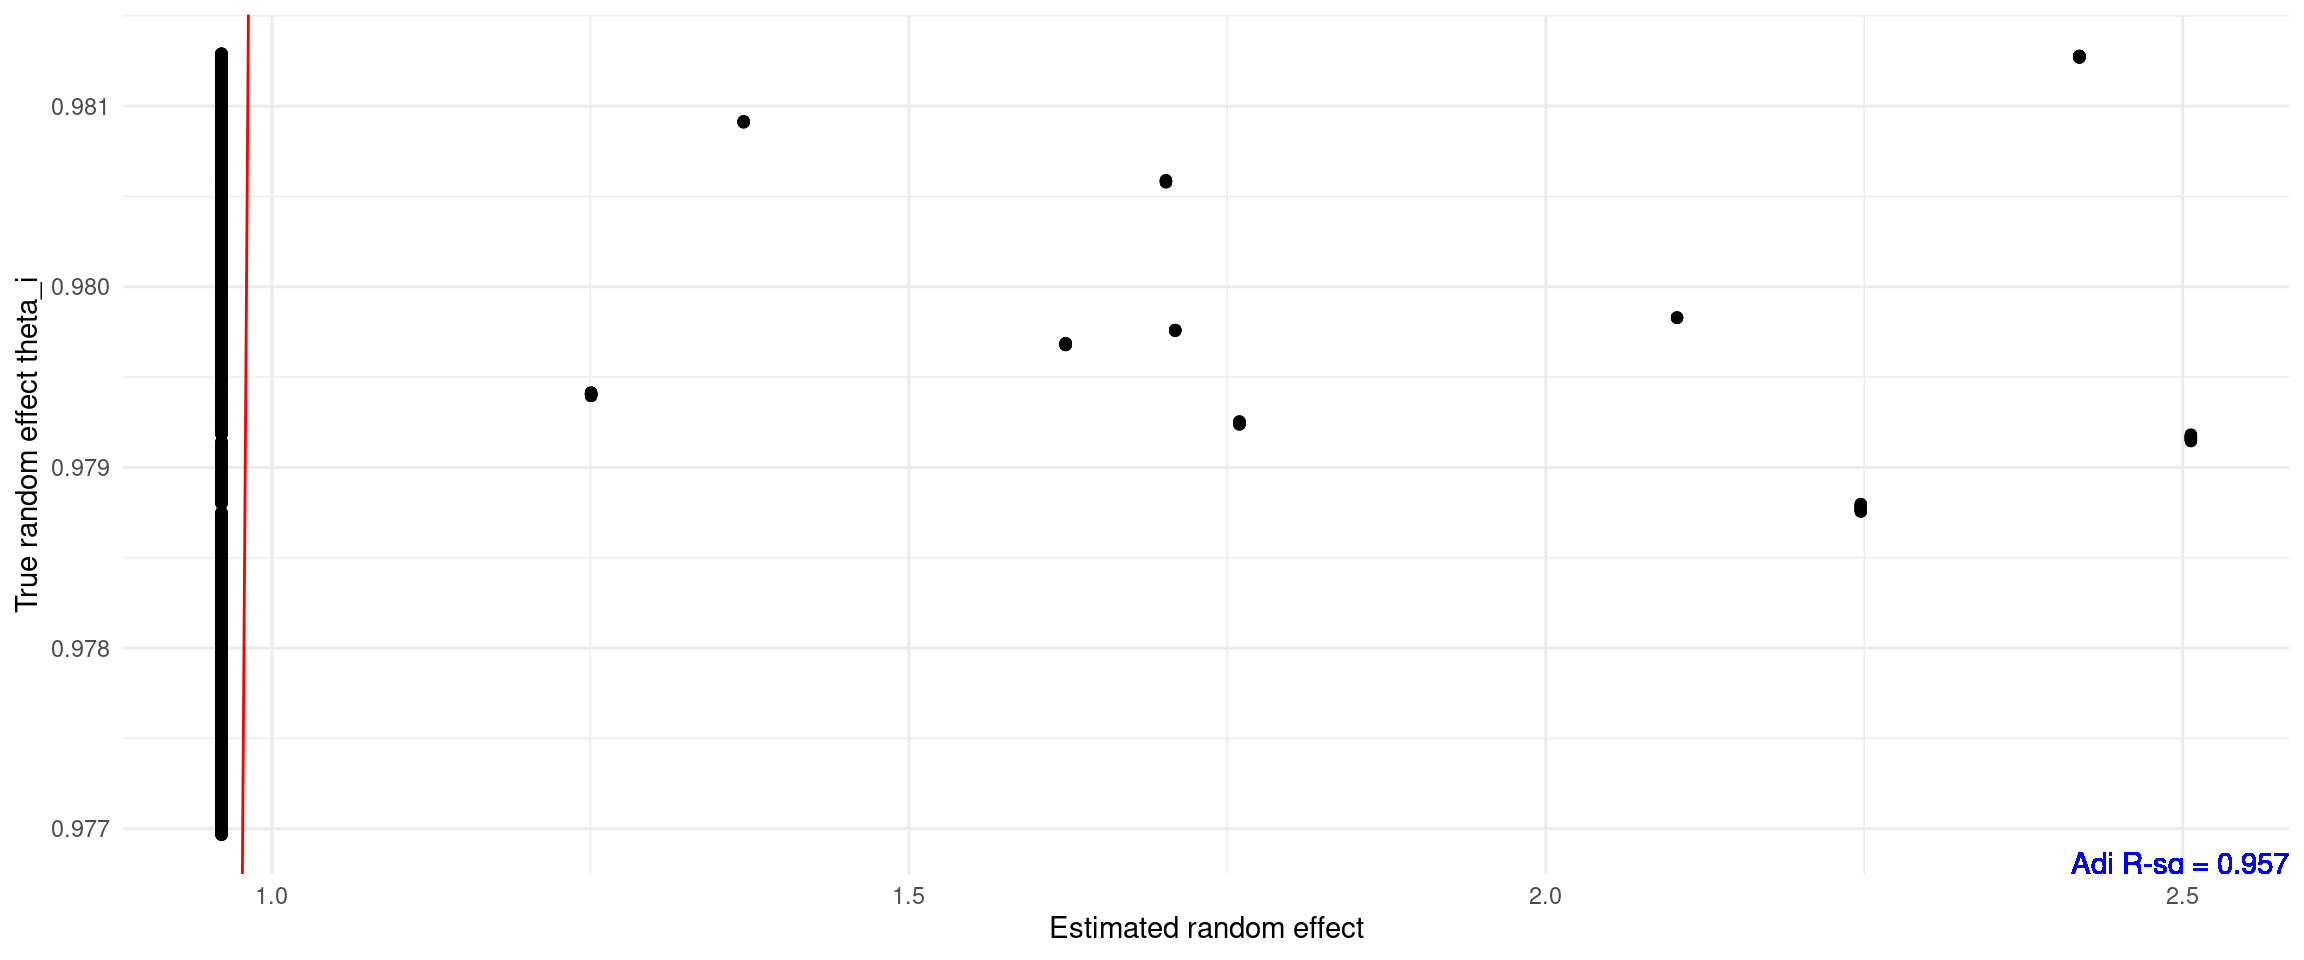 True random effect theta_i
0.981
0.980
0.979
0.978
0.977
Adj R-sq = 0.957
1.0 1.5 2.0 2.5
Estimated random effect